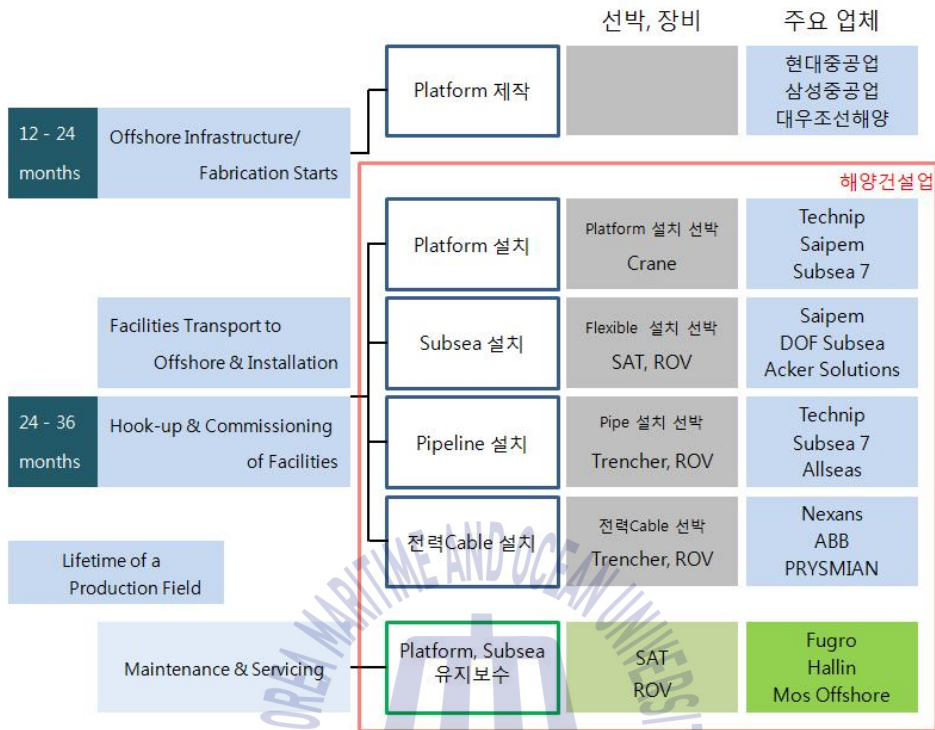 선박, 장비
주요 업체
Platform 제작
현대중공업
삼성중공업
대우조선해양
12 - 24
months
Offshore Infrastructure/
Fabrication Starts
해양건설업
Platform 설치
Platform 설치 선박
Crane
Technip
Saipem
Subsea 7
Facilities Transport to
Offshore & Installation
Subsea 설치
Flexible 설치 선박
SAT, ROV
Saipem
DOF Subsea
Acker Solutions
24 - 36
months
Hook-up & Commissioning
of Facilities
Pipeline 설치
Pipe 설치 선박
Trencher, ROV
Technip
Subsea 7
Allseas
전력Cable 설치
전력Cable 선박
Trencher, ROV
Nexans
ABB
PRYSMIAN
Lifetime of a
Production Field
Maintenance & Servicing
Platform, Subsea
유지보수
SAT
ROV
Fugro
Hallin
Mos Offshore
OREA MARITIME AND OCEAN UNIVERSI